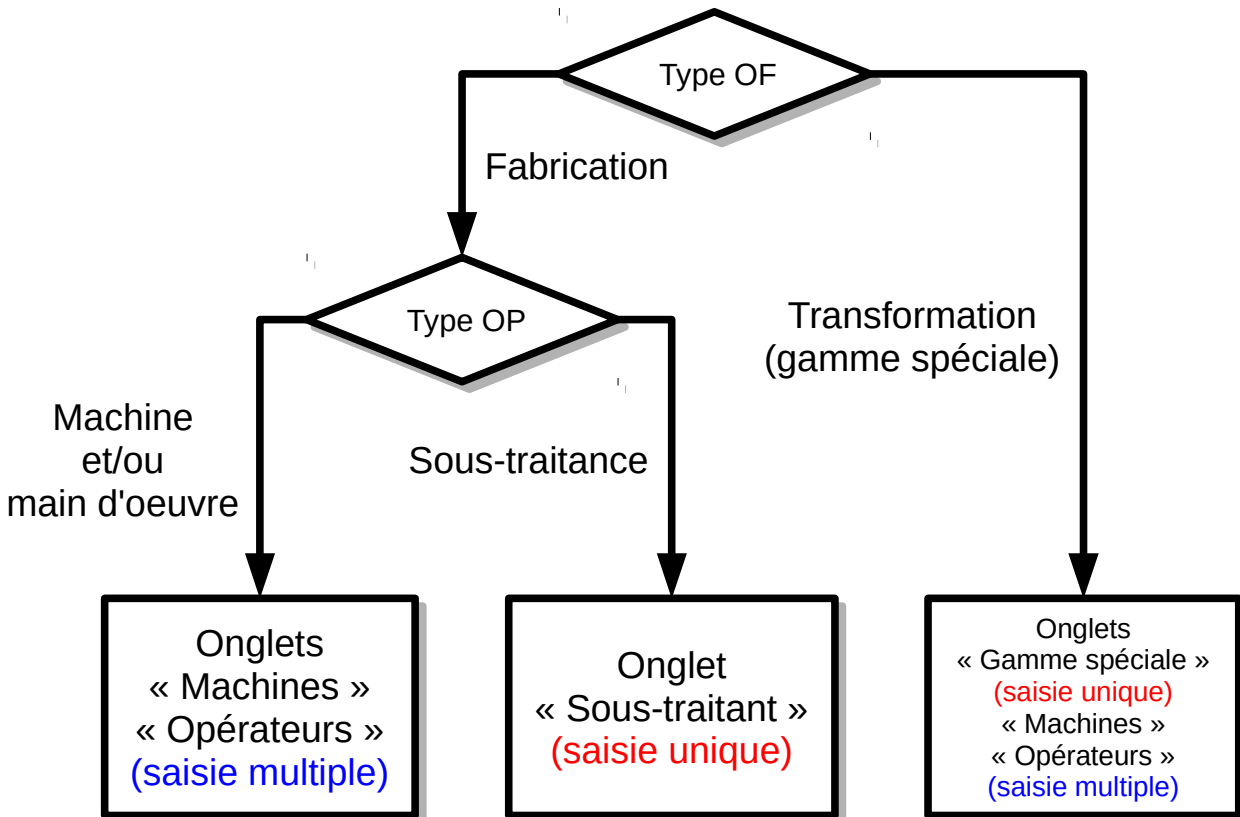 Type OF
Fabrication
Type OP
Transformation
(gamme spéciale)
Machine
et/ou
main d'oeuvre
Sous-traitance
Onglets
« Machines »
« Opérateurs »
(saisie multiple)
Onglet
« Sous-traitant »
(saisie unique)
Onglets
« Gamme spéciale »
(saisie unique)
« Machines »
« Opérateurs »
(saisie multiple)